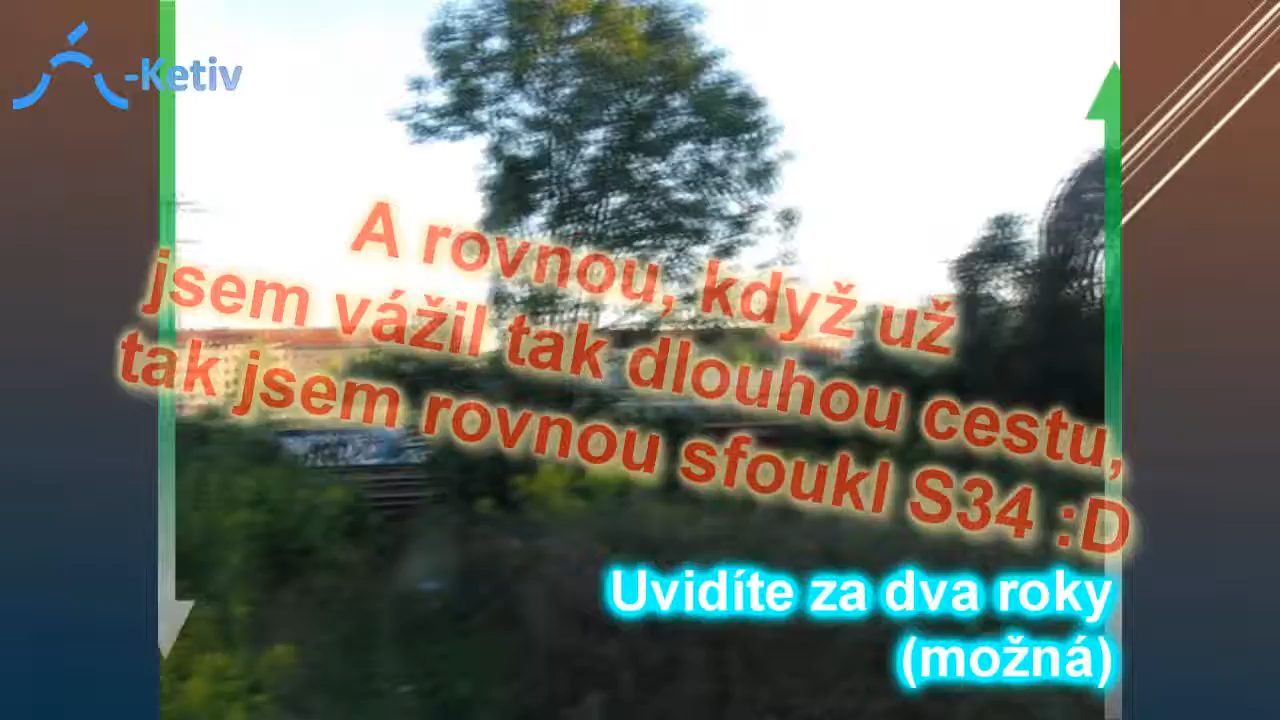 -Ketiv
A rovnou, když už
jsem vážil tak dlouhou cestu,
tak jsem rovnou sfoukl S34 :D
Uvidíte za dva roky
(možná)